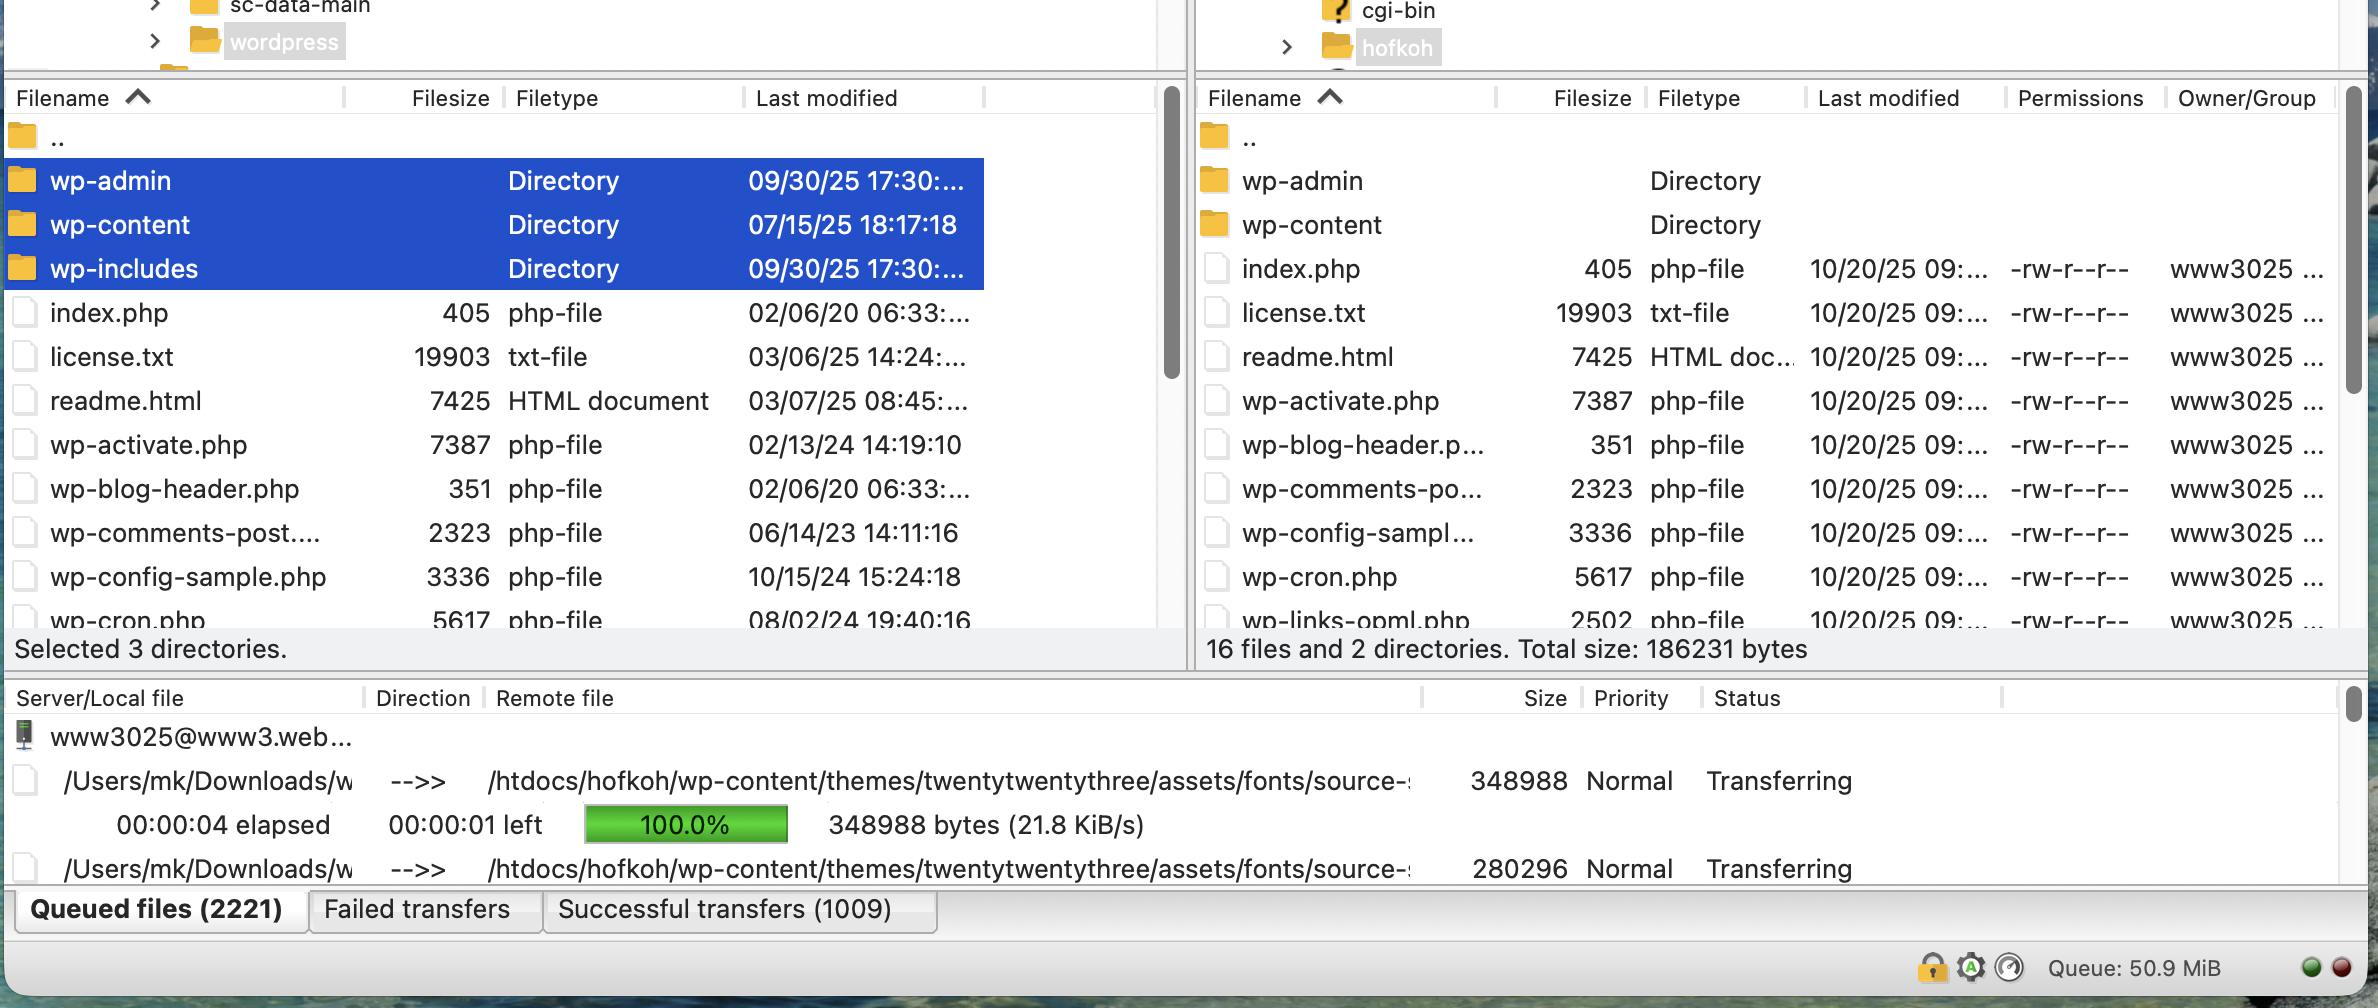 sc-data-main
wordpress
cgi-bin
hofkoh
Filename Filesize Filetype Last modified
..
wp-admin Directory 09/30/25 17:30:...
wp-content Directory 07/15/25 18:17:18
wp-includes Directory 09/30/25 17:30:...
index.php 405 php-file 02/06/20 06:33:...
license.txt 19903 txt-file 03/06/25 14:24:...
readme.html 7425 HTML document 03/07/25 08:45:...
wp-activate.php 7387 php-file 02/13/24 14:19:10
wp-blog-header.php 351 php-file 02/06/20 06:33:...
wp-comments-post.... 2323 php-file 06/14/23 14:11:16
wp-config-sample.php 3336 php-file 10/15/24 15:24:18
wp-cron.php 5617 php-file 08/02/24 19:40:16
Selected 3 directories.
Filename Filesize Filetype Last modified Permissions Owner/Group
..
wp-admin Directory
wp-content Directory
index.php 405 php-file 10/20/25 09:... -rw-r--r-- www3025 ...
license.txt 19903 txt-file 10/20/25 09:... -rw-r--r-- www3025 ...
readme.html 7425 HTML doc... 10/20/25 09:... -rw-r--r-- www3025 ...
wp-activate.php 7387 php-file 10/20/25 09:... -rw-r--r-- www3025 ...
wp-blog-header.p... 351 php-file 10/20/25 09:... -rw-r--r-- www3025 ...
wp-comments-po... 2323 php-file 10/20/25 09:... -rw-r--r-- www3025 ...
wp-config-sampl... 3336 php-file 10/20/25 09:... -rw-r--r-- www3025 ...
wp-cron.php 5617 php-file 10/20/25 09:... -rw-r--r-- www3025 ...
wp-links-opml.php 2502 php-file 10/20/25 09:... -rw-r--r-- www3025 ...
16 files and 2 directories. Total size: 186231 bytes
Server/Local file Direction Remote file Size Priority Status
www3025@www3.web...
/Users/mk/Downloads/w -->> /htdocs/hofkoh/wp-content/themes/twentytwentythree/assets/fonts/source-s 348988 Normal Transferring
00:00:04 elapsed 00:00:01 left 100.0% 348988 bytes (21.8 KiB/s)
/Users/mk/Downloads/w -->> /htdocs/hofkoh/wp-content/themes/twentytwentythree/assets/fonts/source-s 280296 Normal Transferring
Queued files (2221) Failed transfers Successful transfers (1009)
Queue: 50.9 MiB